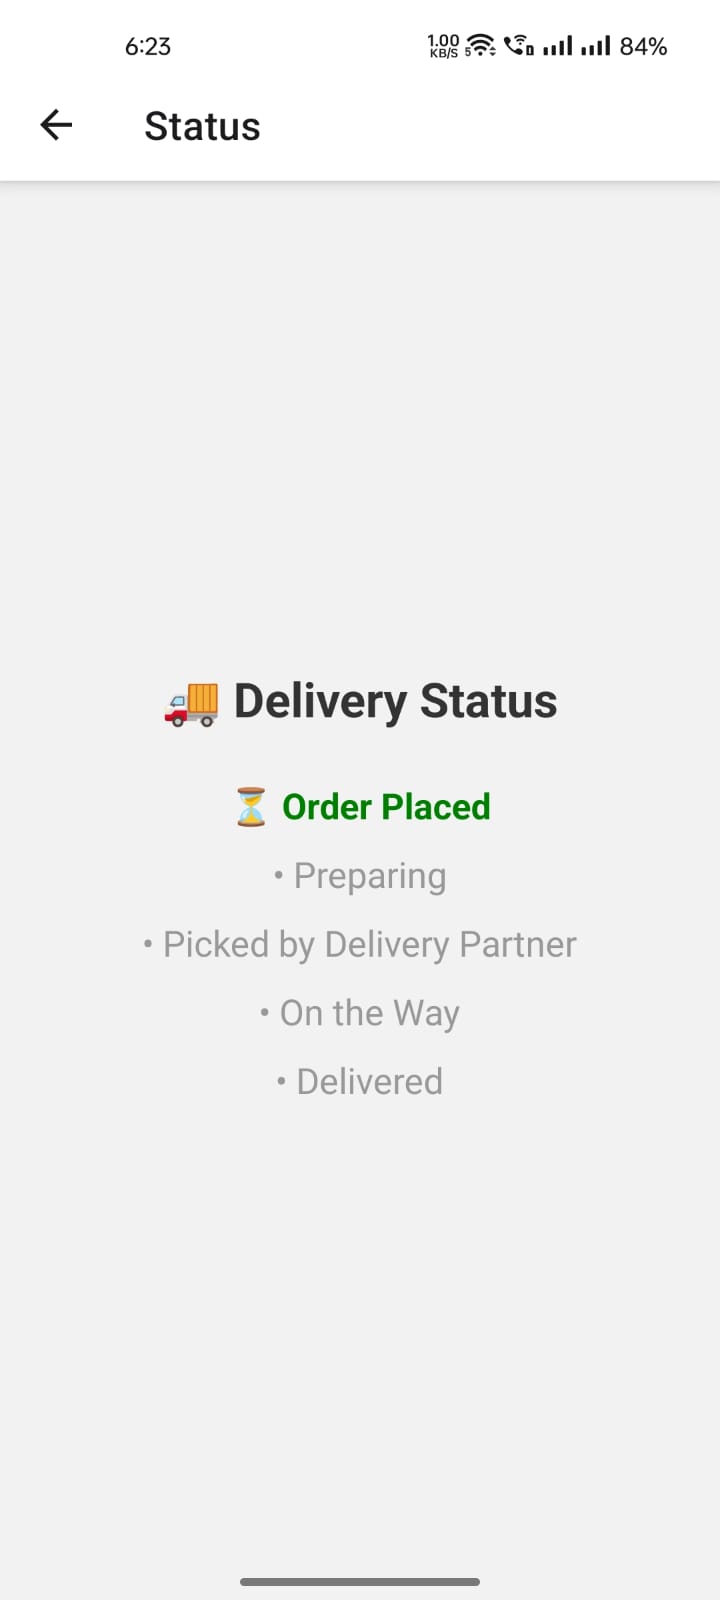 6:23
1.00 KB/S 5 84%
Status
🚚 Delivery Status
⏳ Order Placed
• Preparing
• Picked by Delivery Partner
• On the Way
• Delivered